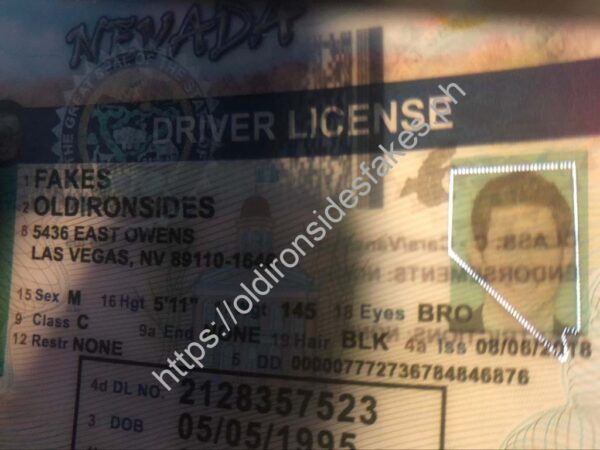 NEVADA
DRIVER LICENSE
1 FAKES
2 OLDIRONSIDES
8 5436 EAST OWENS
LAS VEGAS, NV 89110-
15 Sex M 16 Hgt 5'11" 145 18 Eyes BRO
9 Class C 9a End NONE 19 Hair BLK 4a Iss 08/06/2018
12 Restr NONE 5 DD 0000077727367848468​76
4d DL NO. 2128357523
3 DOB 05/05/1995
https://oldironsidesfakes.ph